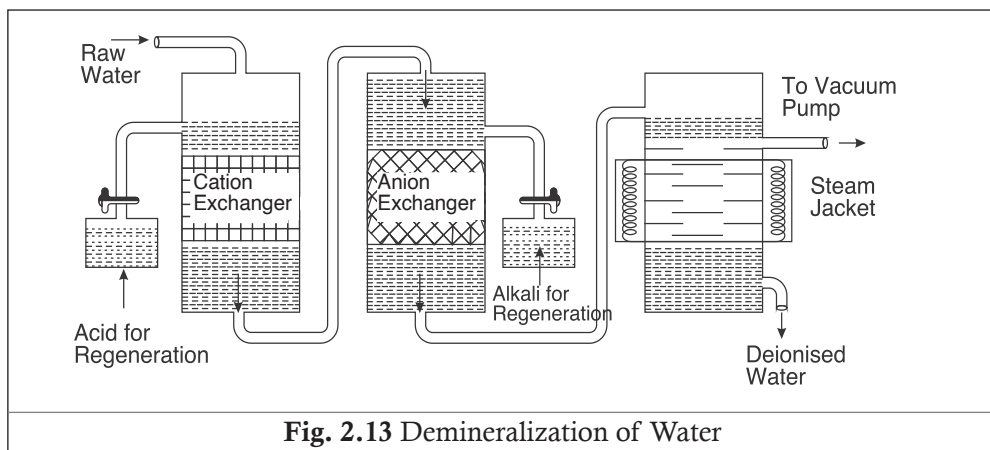 Raw
Water
Cation
Exchanger
Acid for
Regeneration
Anion
Exchanger
Alkali for
Regeneration
To Vacuum
Pump
Steam
Jacket
Deionised
Water
Fig. 2.13 Demineralization of Water